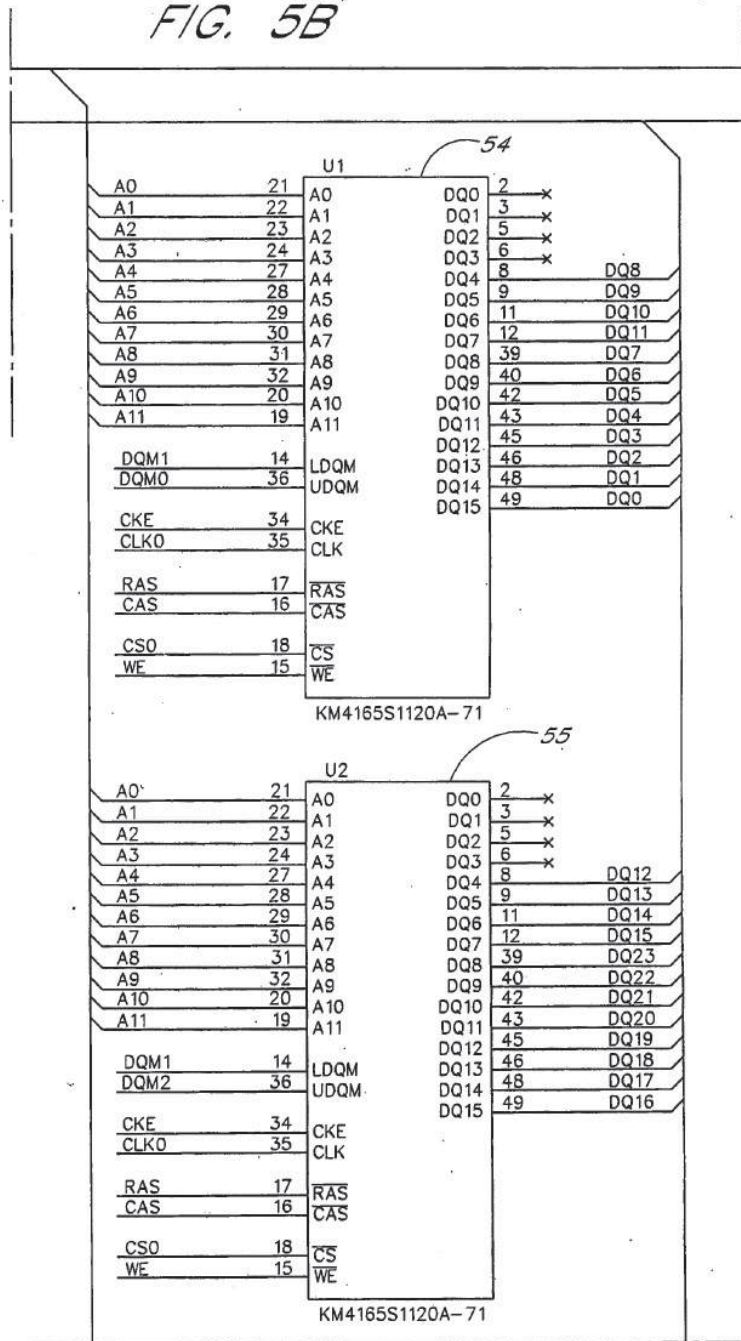 FIG. 5B
54
U1
A0 21 A0 DQ0 2
A1 22 A1 DQ1 3
A2 23 A2 DQ2 5
A3 24 A3 DQ3 6
A4 27 A4 DQ4 8 DQ8
A5 28 A5 DQ5 9 DQ9
A6 29 A6 DQ6 11 DQ10
A7 30 A7 DQ7 12 DQ11
A8 31 A8 DQ8 39 DQ7
A9 32 A9 DQ9 40 DQ6
A10 20 A10 DQ10 42 DQ5
A11 19 A11 DQ11 43 DQ4
DQ12 45 DQ3
DQM1 14 LDQM DQ13 46 DQ2
DQM0 36 UDQM DQ14 48 DQ1
DQ15 49 DQ0
CKE 34 CKE
CLK0 35 CLK
RAS 17 RAS
CAS 16 CAS
CS0 18 CS
WE 15 WE
KM4165S1120A-71
55
U2
A0 21 A0 DQ0 2
A1 22 A1 DQ1 3
A2 23 A2 DQ2 5
A3 24 A3 DQ3 6
A4 27 A4 DQ4 8 DQ12
A5 28 A5 DQ5 9 DQ13
A6 29 A6 DQ6 11 DQ14
A7 30 A7 DQ7 12 DQ15
A8 31 A8 DQ8 39 DQ23
A9 32 A9 DQ9 40 DQ22
A10 20 A10 DQ10 42 DQ21
A11 19 A11 DQ11 43 DQ20
DQ12 45 DQ19
DQM1 14 LDQM DQ13 46 DQ18
DQM2 36 UDQM DQ14 48 DQ17
DQ15 49 DQ16
CKE 34 CKE
CLK0 35 CLK
RAS 17 RAS
CAS 16 CAS
CS0 18 CS
WE 15 WE
KM4165S1120A-71